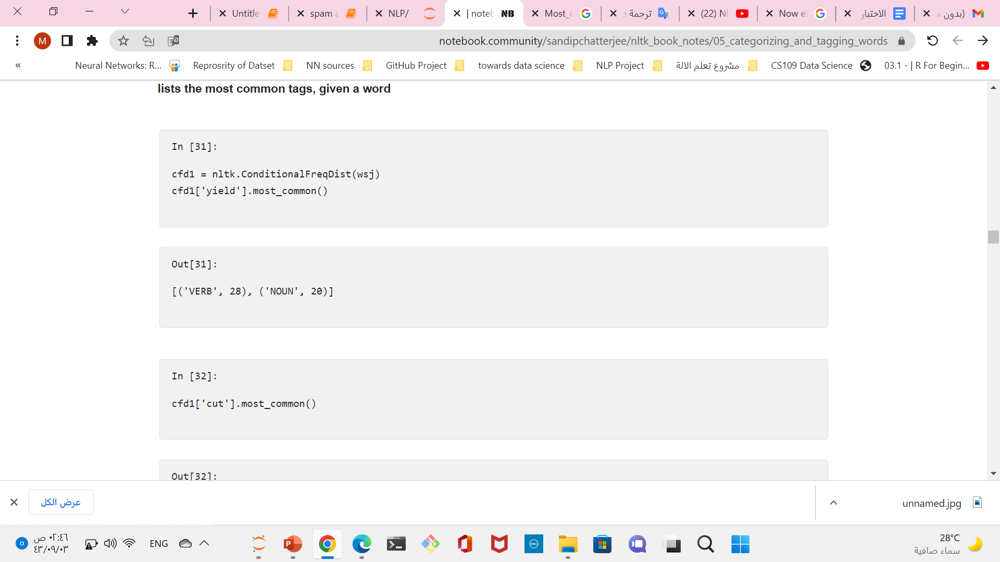 Untitle
spam a
NLP/
| noteb
NB
Most_c
ترجمة e
(22) NL
Now e
الاختبار
(بدون م
M
notebook.community/sandipchatterjee/nltk_book_notes/05_categorizing_and_tagging_words
«
Neural Networks: R...
Reprosrity of Datset
NN sources
GitHub Project
towards data science
NLP Project
مشروع تعلم الالة
CS109 Data Science
03.1 - | R For Begin...
lists the most common tags, given a word
In [31]:
cfd1 = nltk.ConditionalFreqDist(wsj)
cfd1['yield'].most_common()
Out[31]:
[('VERB', 28), ('NOUN', 20)]
In [32]:
cfd1['cut'].most_common()
Out[32]:
عرض الكل
unnamed.jpg
٠٢:٤٦ ص
٤٣/٠٩/٠٣
ENG
28°C
سماء صافية